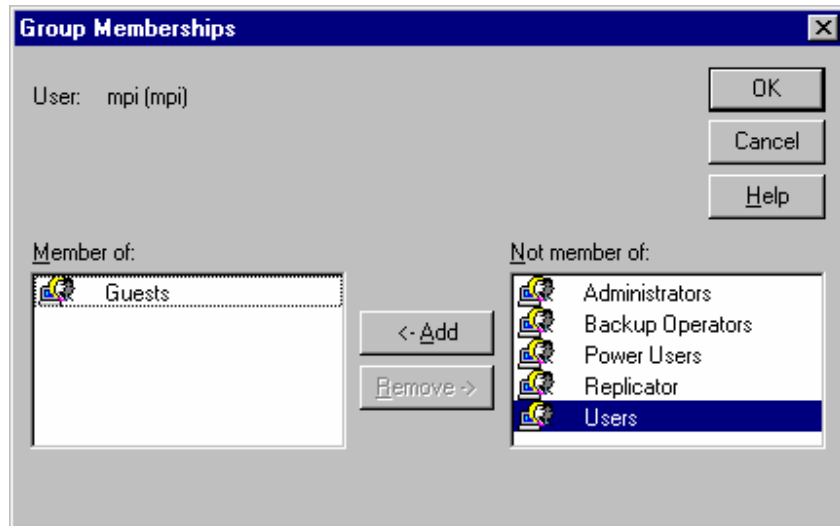 Group Memberships
User: mpi (mpi)
OK
Cancel
Help
Member of:
Guests
<- Add
Remove ->
Not member of:
Administrators
Backup Operators
Power Users
Replicator
Users